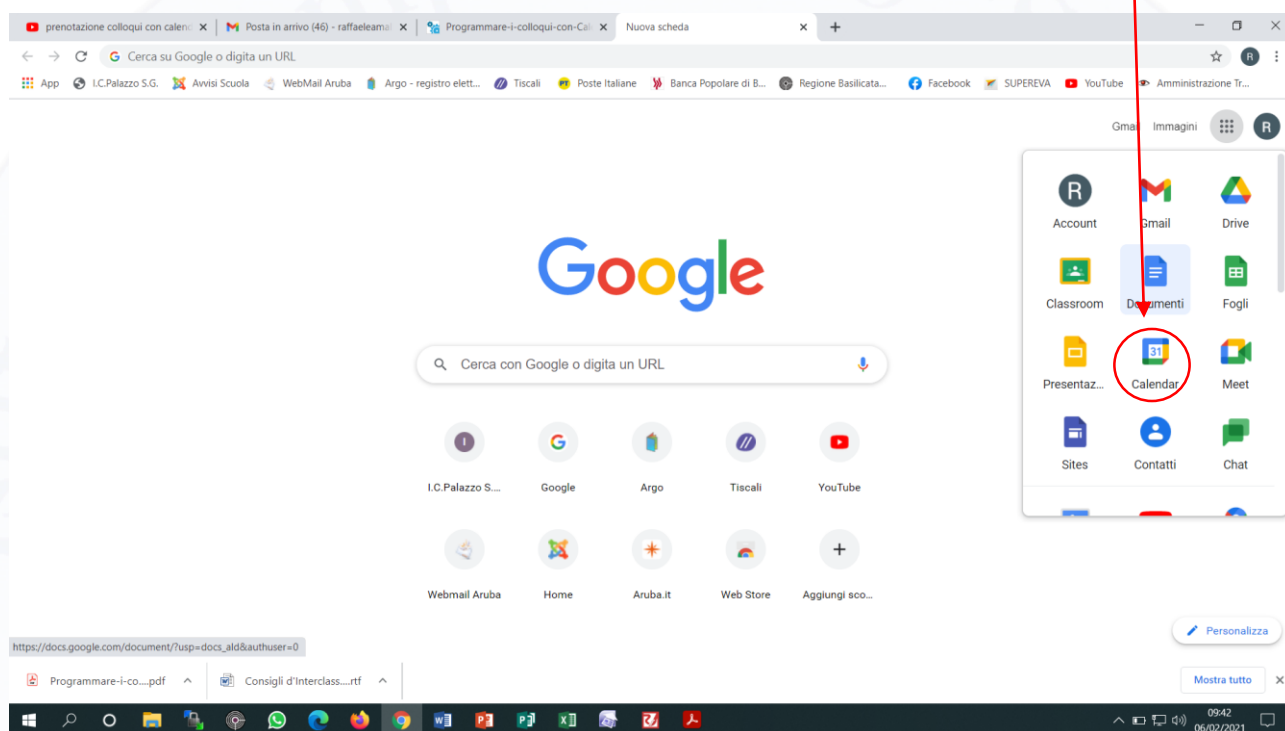 prenotazione colloqui con calend
Posta in arrivo (46) - raffaeleama
Programmare-i-colloqui-con-Cal
Nuova scheda
Cerca su Google o digita un URL
R
App
I.C.Palazzo S.G.
Avvisi Scuola
WebMail Aruba
Argo - registro elett...
Tiscali
Poste Italiane
Banca Popolare di B...
Regione Basilicata...
Facebook
SUPEREVA
YouTube
Amministrazione Tr...
Gmail
Immagini
R
R
Account
Gmail
Drive
Classroom
Documenti
Fogli
31
Presentaz...
Calendar
Meet
Sites
Contatti
Chat
Google
Cerca con Google o digita un URL
I
I.C.Palazzo S....
Google
Argo
Tiscali
YouTube
Webmail Aruba
Home
Aruba.it
Web Store
Aggiungi sco...
Personalizza
https://docs.google.com/document/?usp=docs_ald&authuser=0
Programmare-i-co....pdf
Consigli d'Interclass....rtf
Mostra tutto
09:42
06/02/2021